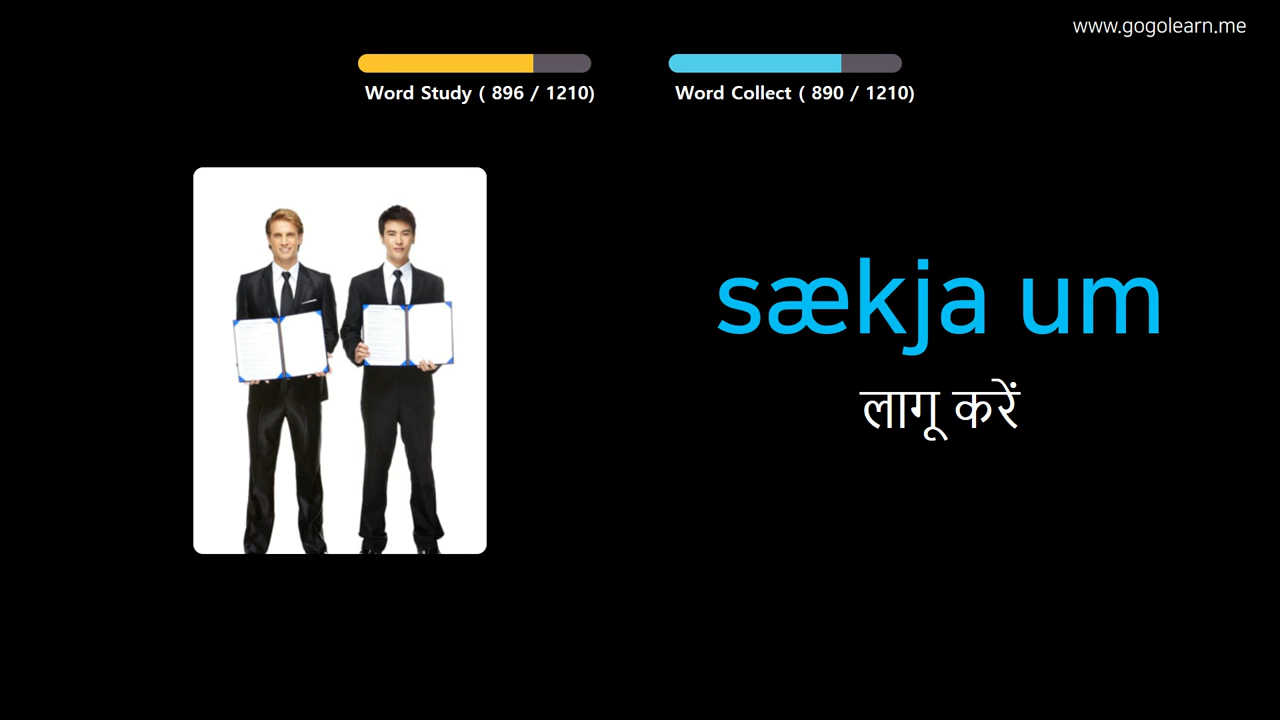 www.gogolearn.me
Word Study ( 896 / 1210)
Word Collect ( 890 / 1210)
sækja um
लागू करें